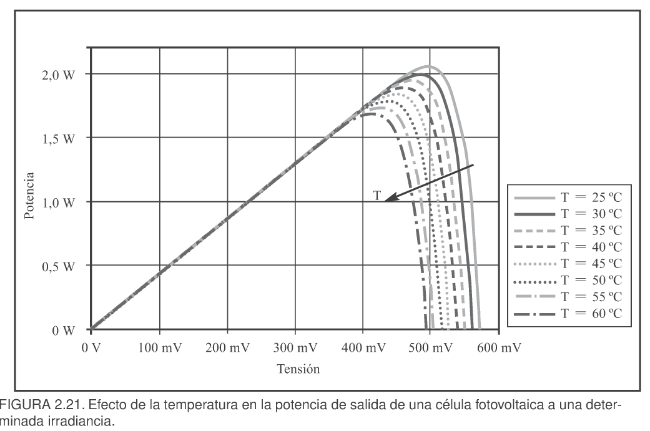 2,0 W
1,5 W
1,0 W
0,5 W
0 W
Potencia
T
0 V
100 mV
200 mV
300 mV
400 mV
500 mV
600 mV
Tensión
T = 25 ºC
T = 30 ºC
T = 35 ºC
T = 40 ºC
T = 45 ºC
T = 50 ºC
T = 55 ºC
T = 60 ºC
FIGURA 2.21. Efecto de la temperatura en la potencia de salida de una célula fotovoltaica a una deter-
minada irradiancia.